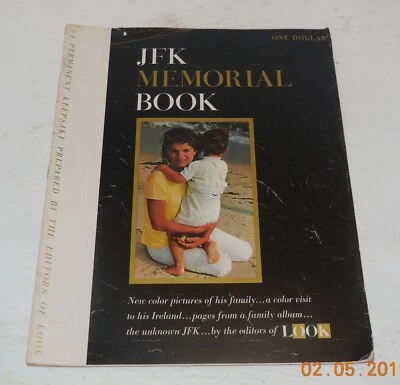 ONE DOLLAR
JFK
MEMORIAL
BOOK
A PERMANENT KEEPSAKE PREPARED BY THE EDITORS OF LOOK
New color pictures of his family...a color visit
to his Ireland...pages from a family album...
the unknown JFK...by the editors of LOOK
02.05.201